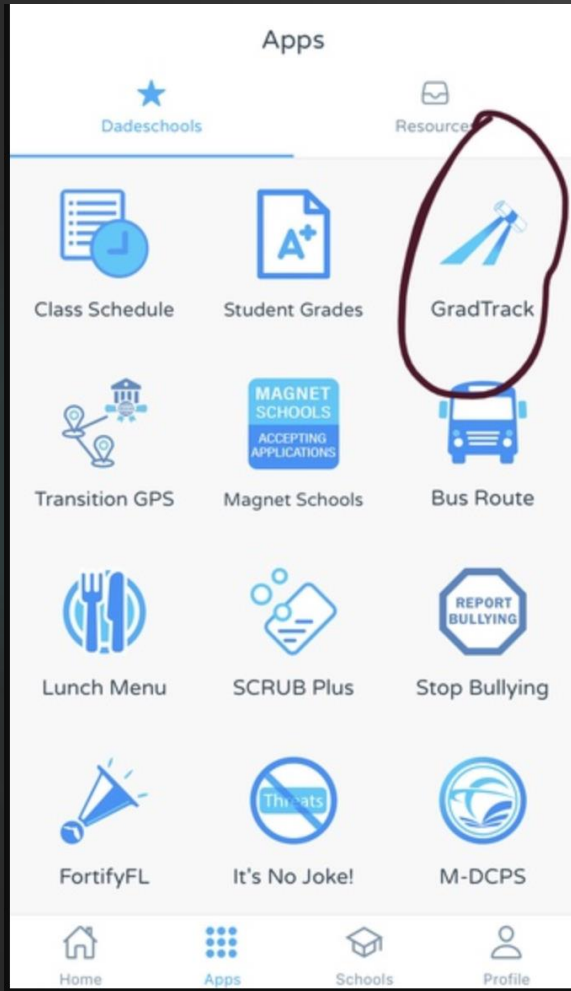 Apps
Dadeschools
Resources
A+
Class Schedule
Student Grades
GradTrack
MAGNET
SCHOOLS
ACCEPTING
APPLICATIONS
Transition GPS
Magnet Schools
Bus Route
REPORT
BULLYING
Lunch Menu
SCRUB Plus
Stop Bullying
Threats
FortifyFL
It's No Joke!
M-DCPS
Home
Apps
Schools
Profile